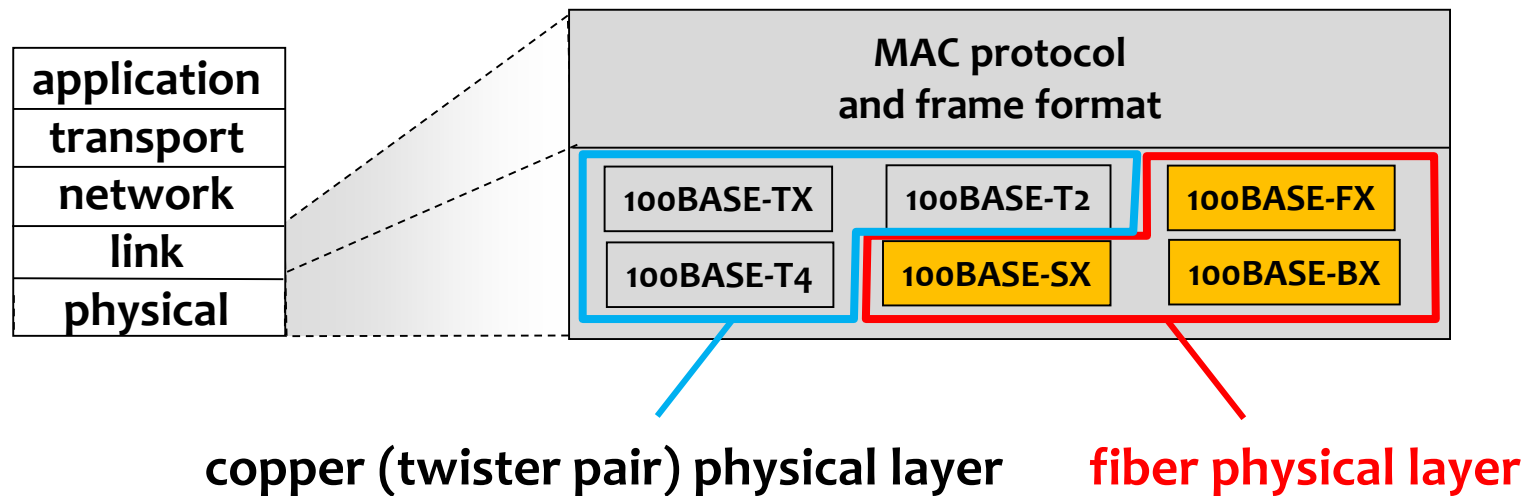 application
transport
network
link
physical
MAC protocol
and frame format
100BASE-TX
100BASE-T2
100BASE-FX
100BASE-T4
100BASE-SX
100BASE-BX
copper (twister pair) physical layer
fiber physical layer